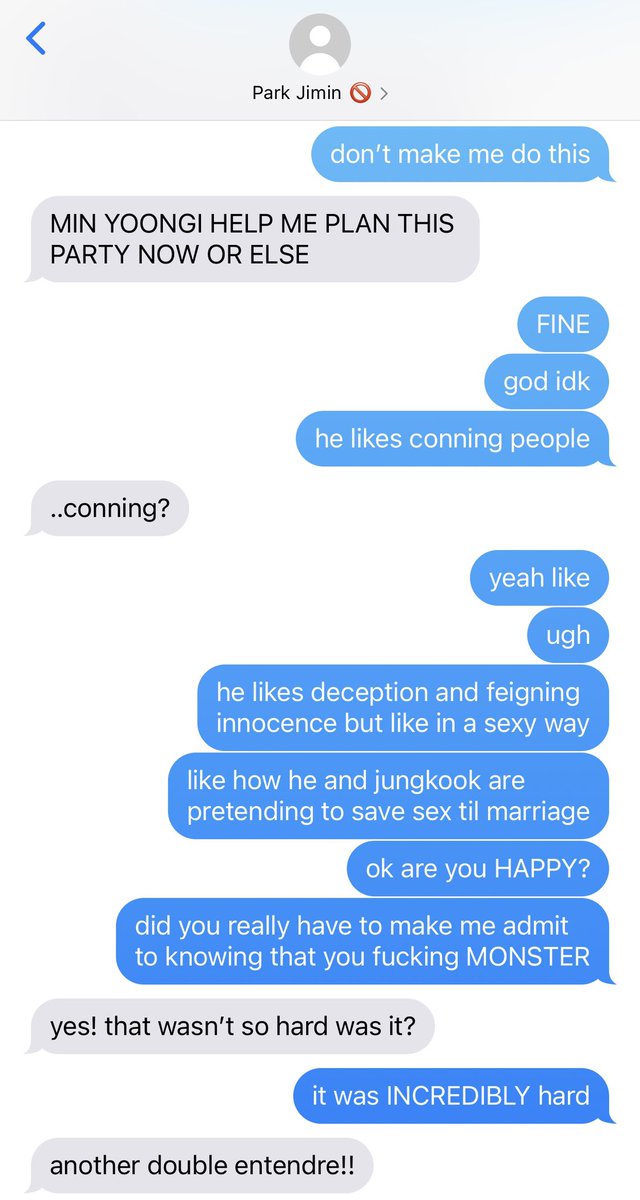 Park Jimin 🚫
don’t make me do this
MIN YOONGI HELP ME PLAN THIS
PARTY NOW OR ELSE
FINE
god idk
he likes conning people
..conning?
yeah like
ugh
he likes deception and feigning
innocence but like in a sexy way
like how he and jungkook are
pretending to save sex til marriage
ok are you HAPPY?
did you really have to make me admit
to knowing that you fucking MONSTER
yes! that wasn’t so hard was it?
it was INCREDIBLY hard
another double entendre!!